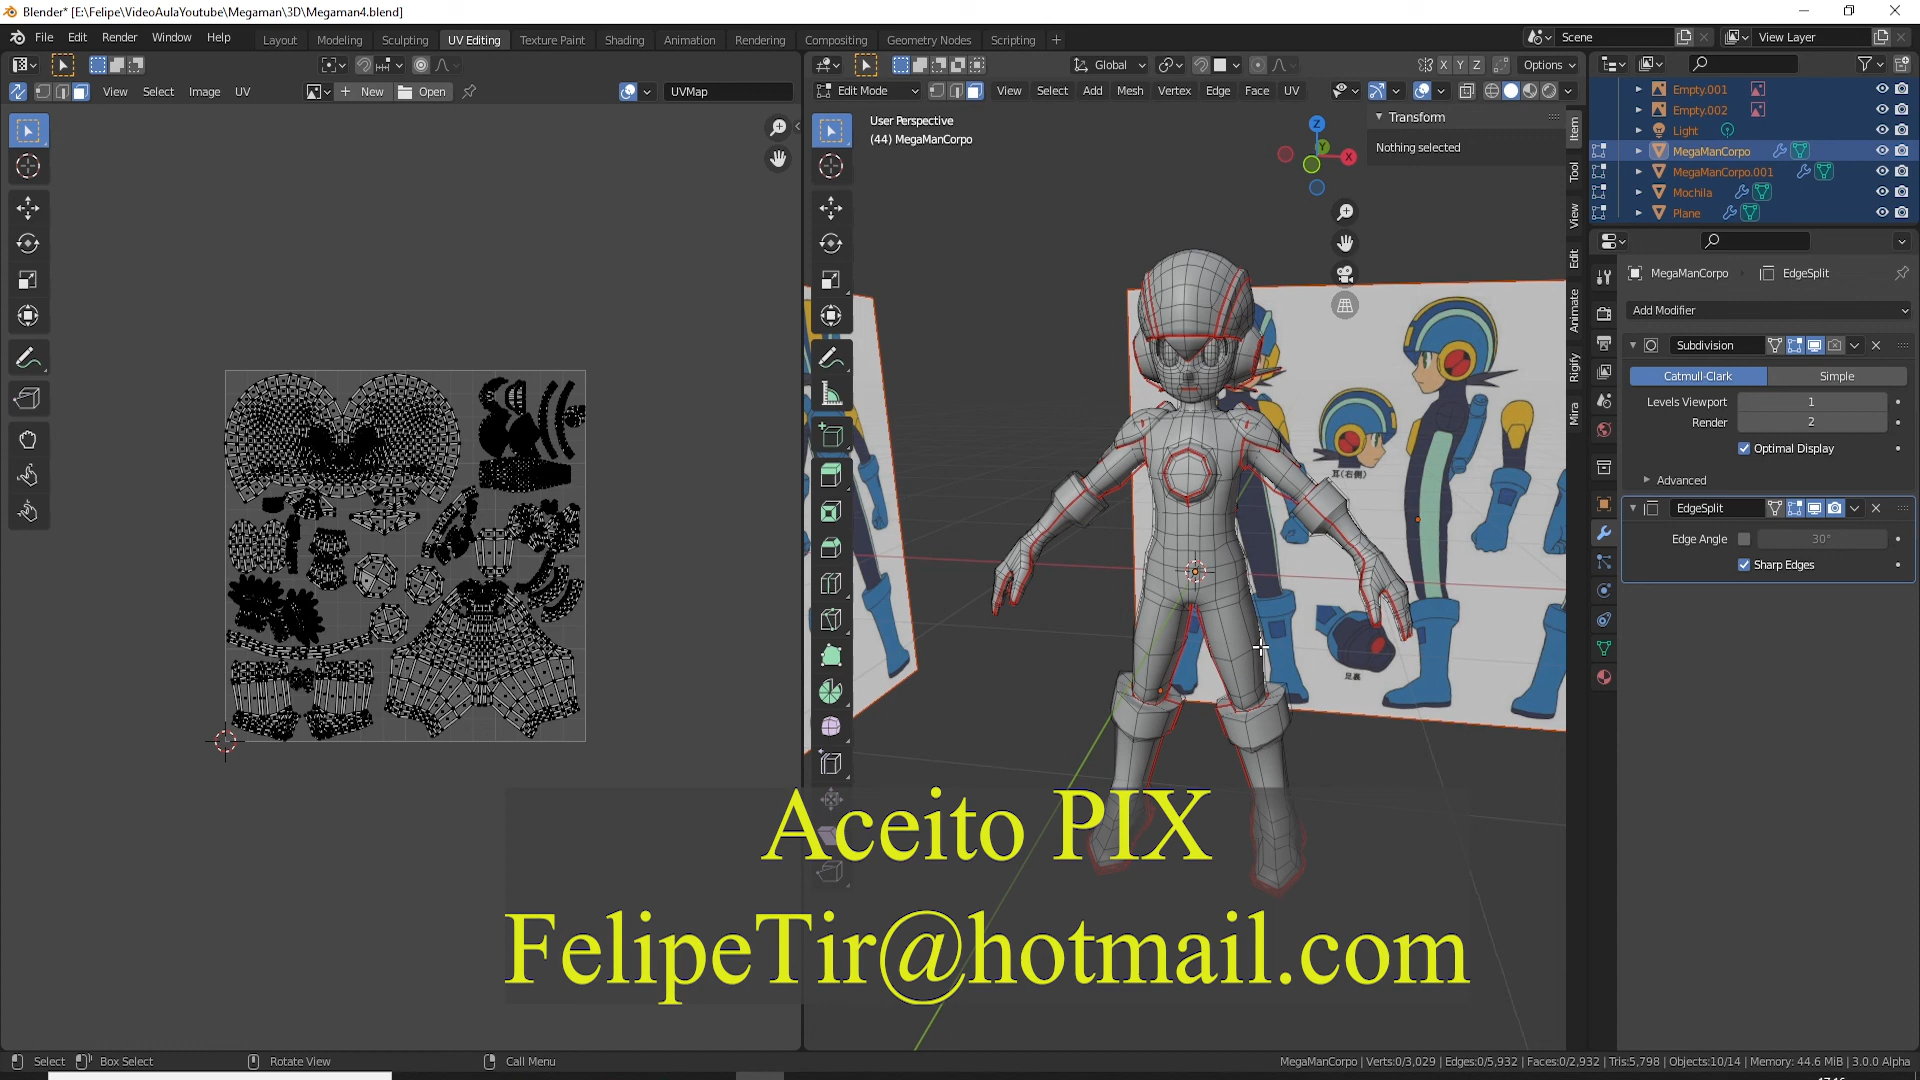 Blender* [E:\Felipe\VideoAulaYoutube\Megaman\3D\Megaman4.blend]
File Edit Render Window Help
Layout Modeling Sculpting UV Editing Texture Paint Shading Animation Rendering Compositing Geometry Nodes Scripting +
Scene
View Layer
Global
X Y Z
Options
View Select Image UV
New
Open
UVMap
Edit Mode
View Select Add Mesh Vertex Edge Face UV
User Perspective
(44) MegaManCorpo
Z
Y
X
Transform
Nothing selected
Item
Tool
View
Edit
Animate
Rigify
Mira
Empty.001
Empty.002
Light
MegaManCorpo
MegaManCorpo.001
Mochila
Plane
MegaManCorpo
EdgeSplit
Add Modifier
Subdivision
Catmull-Clark
Simple
Levels Viewport 1
Render 2
Optimal Display
Advanced
EdgeSplit
Edge Angle 30°
Sharp Edges
耳(右側)
足裏
Aceito PIX
FelipeTir@hotmail.com
Select
Box Select
Rotate View
Call Menu
MegaManCorpo | Verts:0/3,029 | Edges:0/5,932 | Faces:0/2,932 | Tris:5,798 | Objects:10/14 | Memory: 44.6 MiB | 3.0.0 Alpha